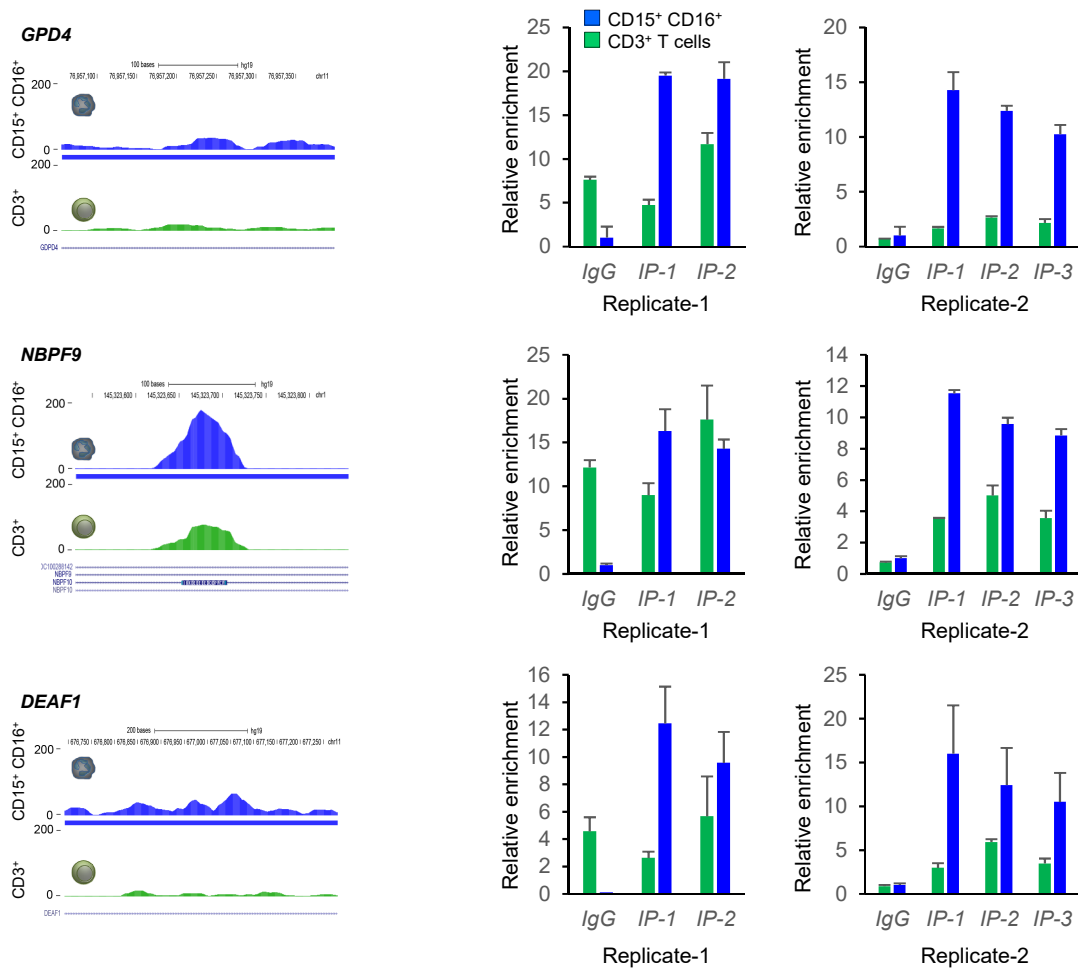 GPD4
100 bases hg19
76,957,100 76,957,150 76,957,200 76,957,250 76,957,300 76,957,350 chr11
CD15⁺ CD16⁺
200
0
CD3⁺
200
0
GDPD4
CD15⁺ CD16⁺
CD3⁺ T cells
Relative enrichment
25
20
15
10
5
0
IgG IP-1 IP-2
Replicate-1
Relative enrichment
20
15
10
5
0
IgG IP-1 IP-2 IP-3
Replicate-2
NBPF9
100 bases hg19
145,323,600 145,323,650 145,323,700 145,323,750 145,323,800 chr1
CD15⁺ CD16⁺
200
0
CD3⁺
200
0
NBPF9
NBPF10
NBPF10
Relative enrichment
25
20
15
10
5
0
IgG IP-1 IP-2
Replicate-1
Relative enrichment
14
12
10
8
6
4
2
0
IgG IP-1 IP-2 IP-3
Replicate-2
DEAF1
200 bases hg19
676,750 676,800 676,850 676,900 676,950 677,000 677,050 677,100 677,150 677,200 677,250 chr11
CD15⁺ CD16⁺
200
0
CD3⁺
200
0
DEAF1
Relative enrichment
16
14
12
10
8
6
4
2
0
IgG IP-1 IP-2
Replicate-1
Relative enrichment
25
20
15
10
5
0
IgG IP-1 IP-2 IP-3
Replicate-2